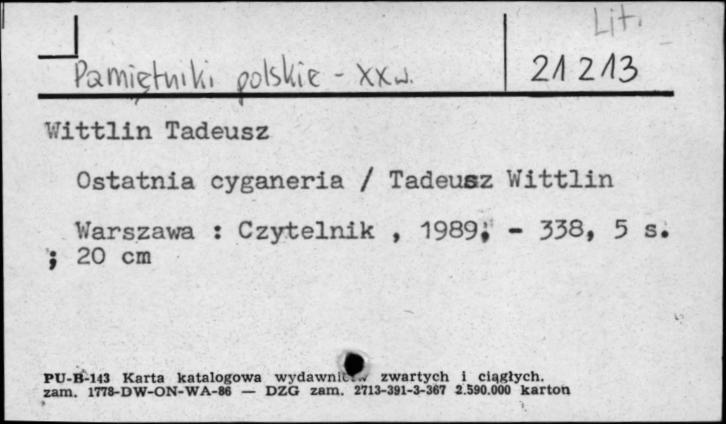 Lit.
Pamiętniki polskie - XX w. 21213
Wittlin Tadeusz
Ostatnia cyganeria / Tadeusz Wittlin
Warszawa : Czytelnik , 1989. - 338, 5 s.
; 20 cm
PU-B-143 Karta katalogowa zwartych i ciągłych.
zam. 1778-DW-ON-WA-86 — DZG zam. 2713-391-3-367 2.590.000 karton